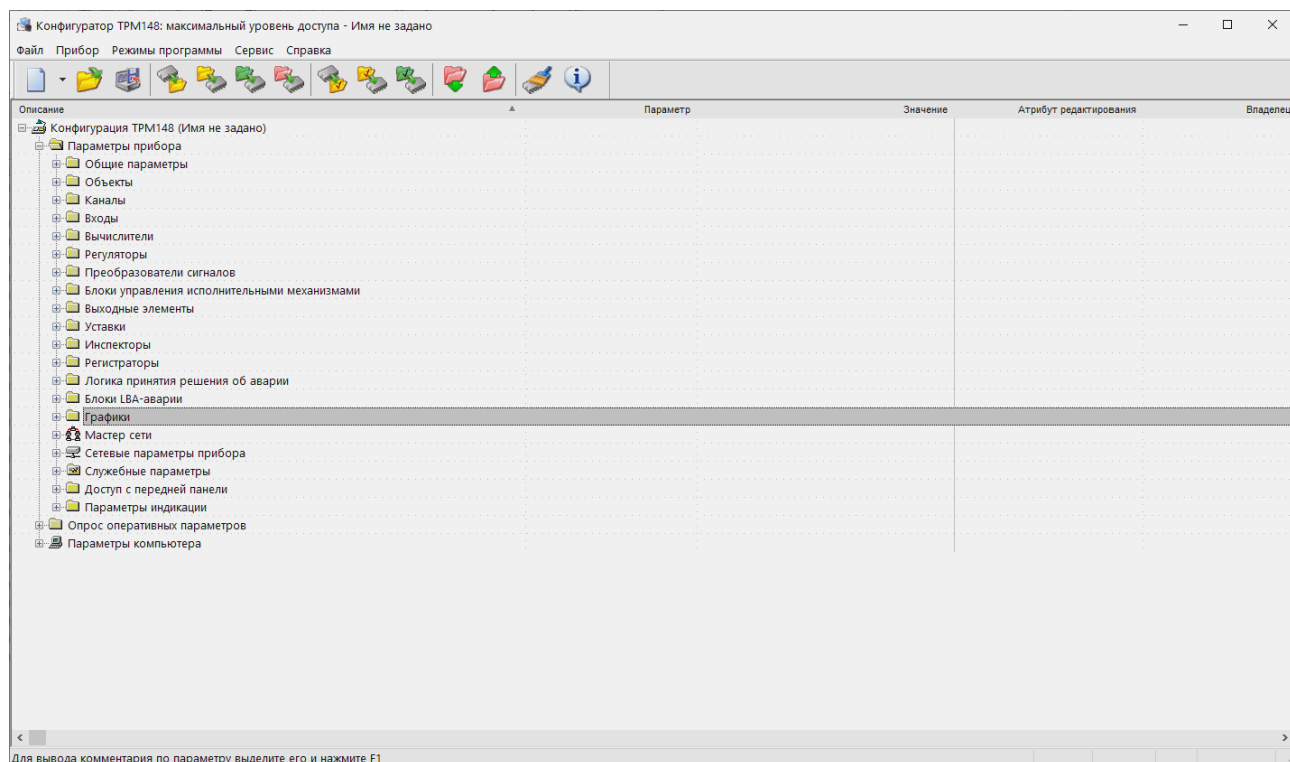 Конфигуратор ТРМ148: максимальный уровень доступа - Имя не задано
Файл Прибор Режимы программы Сервис Справка
Описание Параметр Значение Атрибут редактирования Владелец
Конфигурация ТРМ148 (Имя не задано)
Параметры прибора
Общие параметры
Объекты
Каналы
Входы
Вычислители
Регуляторы
Преобразователи сигналов
Блоки управления исполнительными механизмами
Выходные элементы
Уставки
Инспекторы
Регистраторы
Логика принятия решения об аварии
Блоки LBA-аварии
Графики
Мастер сети
Сетевые параметры прибора
Служебные параметры
Доступ с передней панели
Параметры индикации
Опрос оперативных параметров
Параметры компьютера
Для вывода комментария по параметру выделите его и нажмите F1